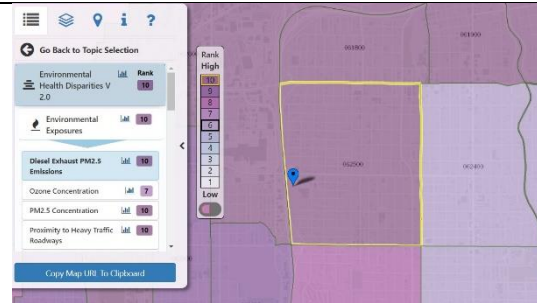 i ?
Go Back to Topic Selection
Environmental Health Disparities V 2.0
Rank
10
Environmental Exposures
10
Diesel Exhaust PM2.5 Emissions
10
Ozone Concentration
7
PM2.5 Concentration
10
Proximity to Heavy Traffic Roadways
10
Copy Map URL To Clipboard
Rank
High
10
9
8
7
6
5
4
3
2
1
Low
062500